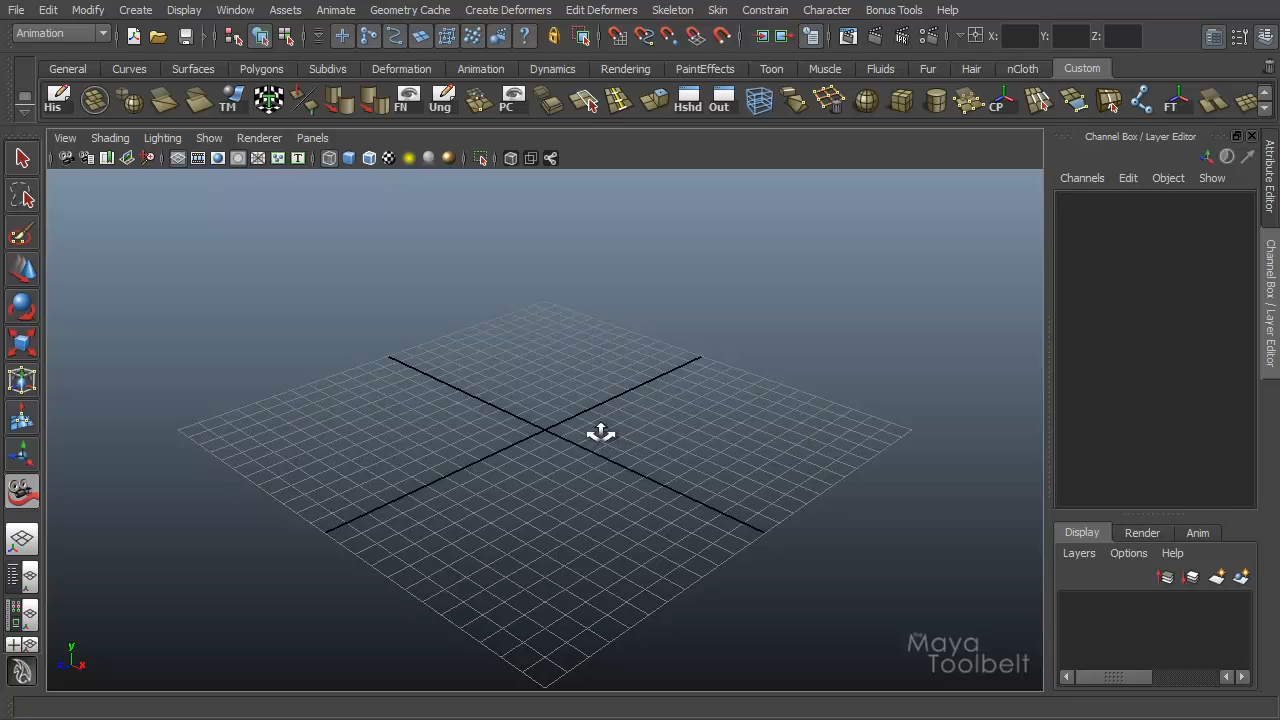 File Edit Modify Create Display Window Assets Animate Geometry Cache Create Deformers Edit Deformers Skeleton Skin Constrain Character Bonus Tools Help
Animation X: Y: Z:
General Curves Surfaces Polygons Subdivs Deformation Animation Dynamics Rendering PaintEffects Toon Muscle Fluids Fur Hair nCloth Custom
His TM FN Ung PC Hshd Out CP FT
View Shading Lighting Show Renderer Panels
Channel Box / Layer Editor
Channels Edit Object Show
Attribute Editor
Channel Box / Layer Editor
Display Render Anim
Layers Options Help
y
z x
the
Maya
Toolbelt